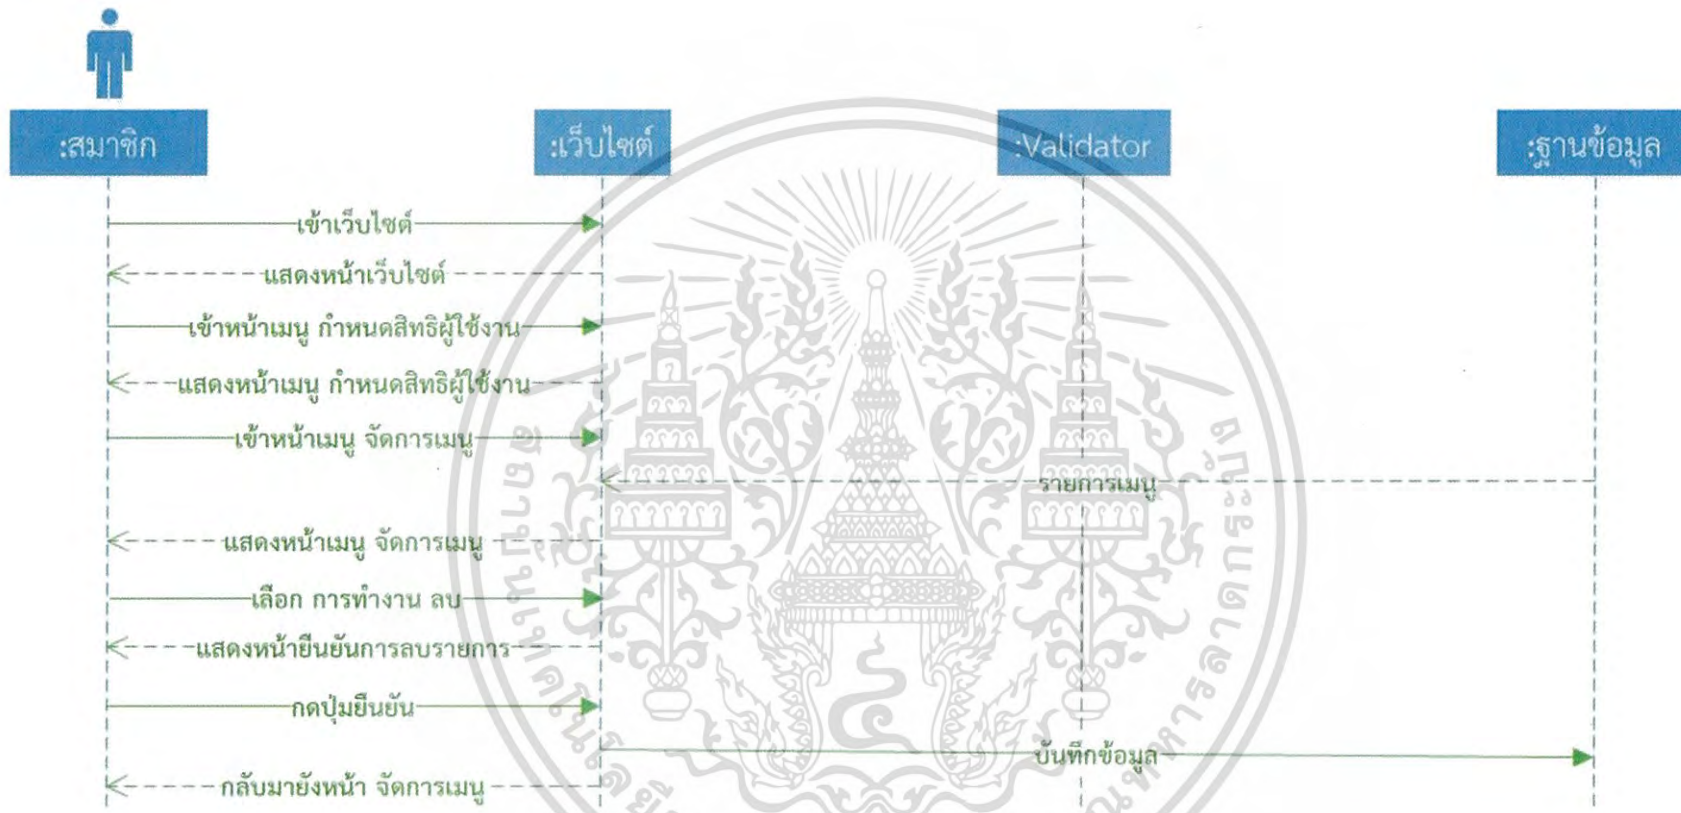 :สมาชิก
:เว็บไซต์
:Validator
:ฐานข้อมูล
เข้าเว็บไซต์
แสดงหน้าเว็บไซต์
เข้าหน้าเมนู กำหนดสิทธิผู้ใช้งาน
แสดงหน้าเมนู กำหนดสิทธิผู้ใช้งาน
เข้าหน้าเมนู จัดการเมนู
รายการเมนู
แสดงหน้าเมนู จัดการเมนู
เลือก การทำงาน ลบ
แสดงหน้ายืนยันการลบรายการ
กดปุ่มยืนยัน
บันทึกข้อมูล
กลับมายังหน้า จัดการเมนู